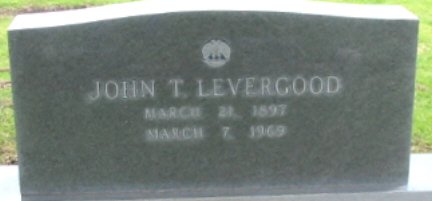 JOHN T. LEVERGOOD
MARCH 21, 1897
MARCH 7, 1969